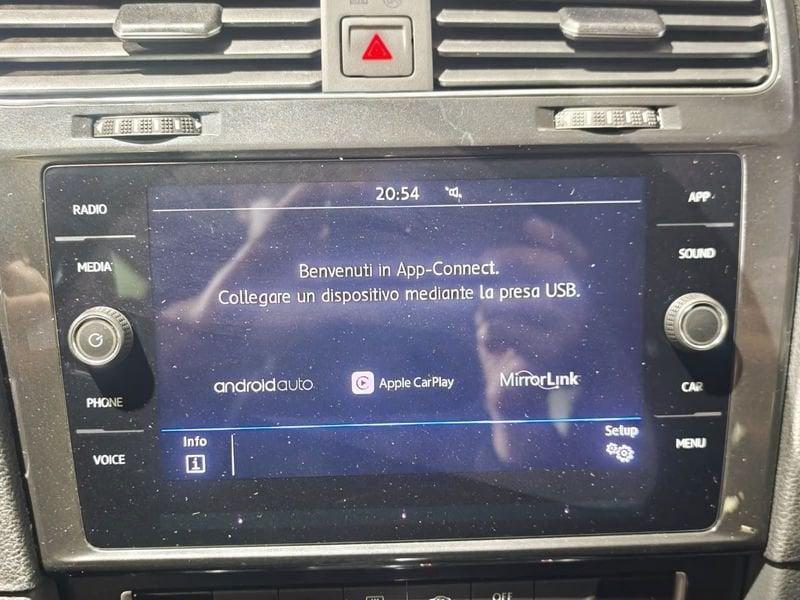 RADIO
MEDIA
PHONE
VOICE
20:54
Benvenuti in App-Connect.
Collegare un dispositivo mediante la presa USB.
androidauto
Apple CarPlay
MirrorLink
Info
i
Setup
APP
SOUND
CAR
MENU
OFF